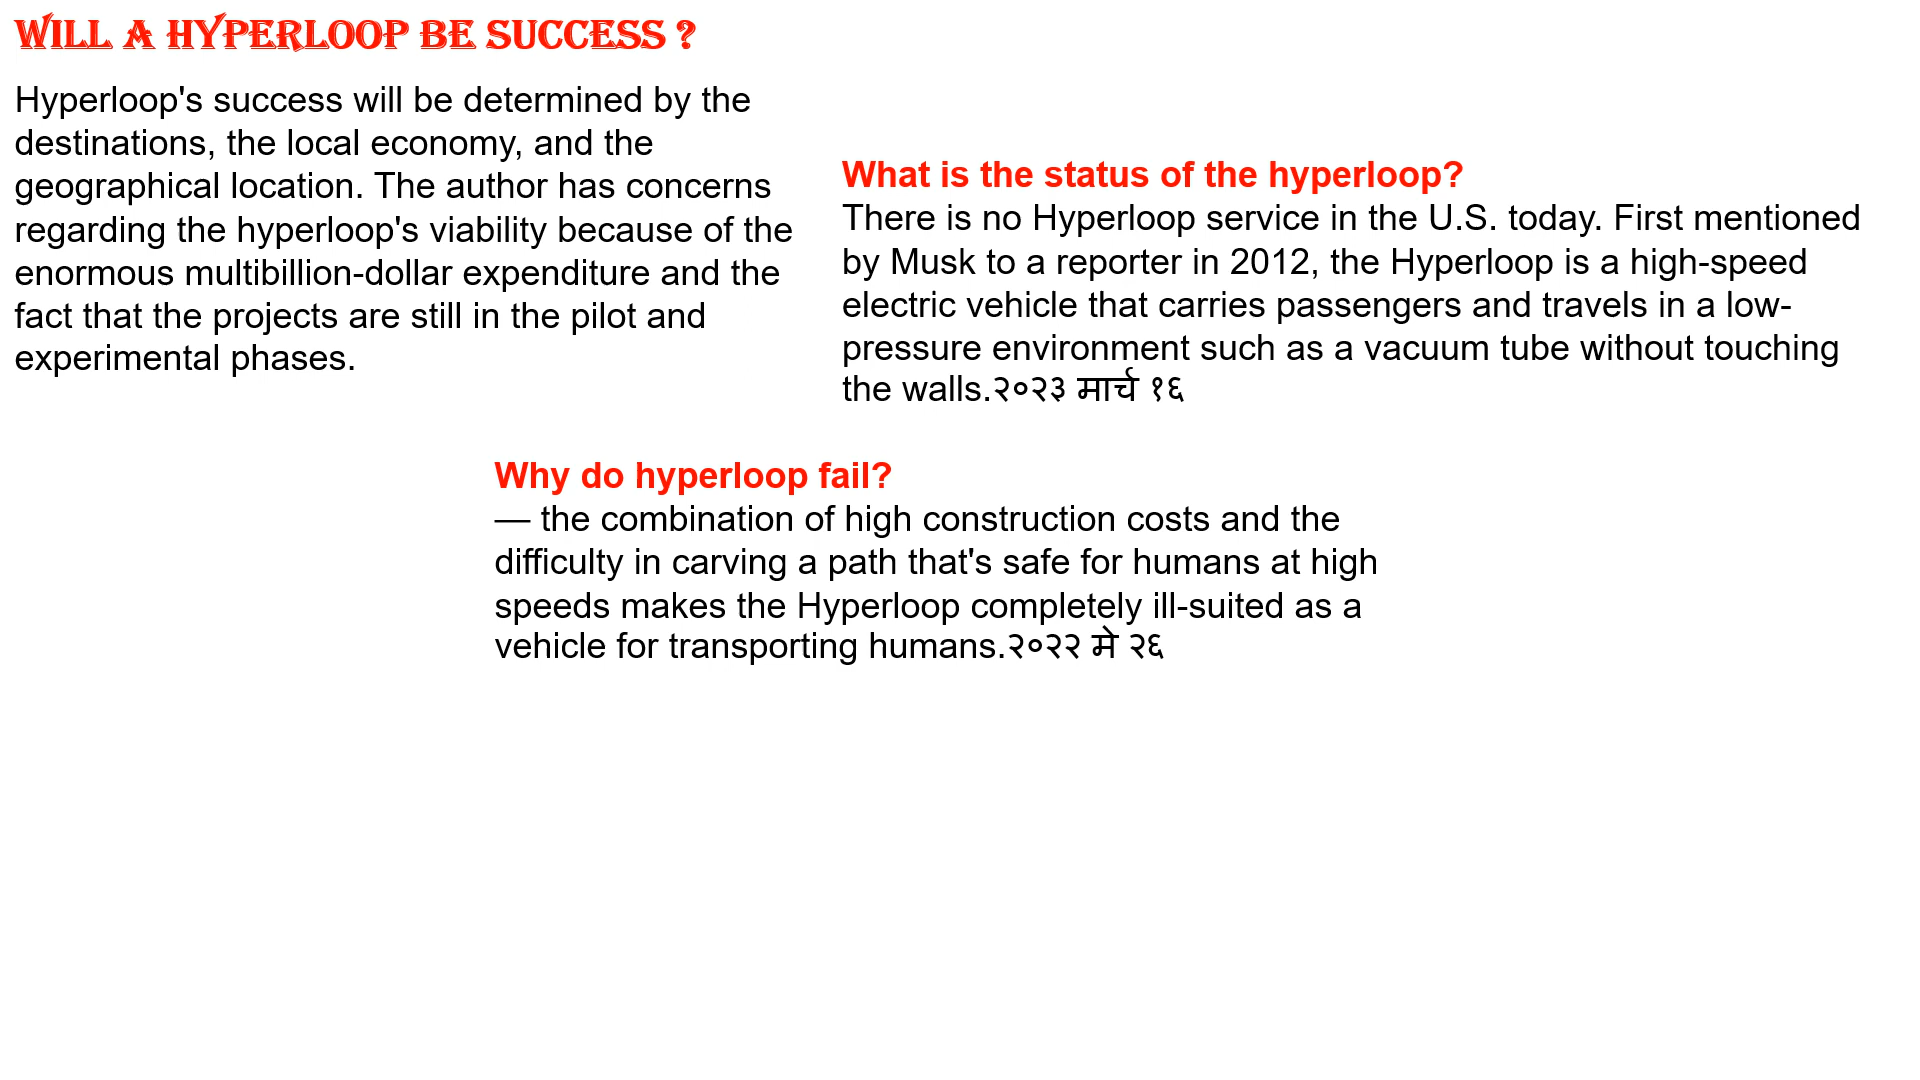 WILL A HYPERLOOP BE SUCCESS ?
Hyperloop's success will be determined by the
destinations, the local economy, and the
geographical location. The author has concerns
regarding the hyperloop's viability because of the
enormous multibillion-dollar expenditure and the
fact that the projects are still in the pilot and
experimental phases.
What is the status of the hyperloop?
There is no Hyperloop service in the U.S. today. First mentioned
by Musk to a reporter in 2012, the Hyperloop is a high-speed
electric vehicle that carries passengers and travels in a low-
pressure environment such as a vacuum tube without touching
the walls.२०२३ मार्च १६
Why do hyperloop fail?
— the combination of high construction costs and the
difficulty in carving a path that's safe for humans at high
speeds makes the Hyperloop completely ill-suited as a
vehicle for transporting humans.२०२२ मे २६